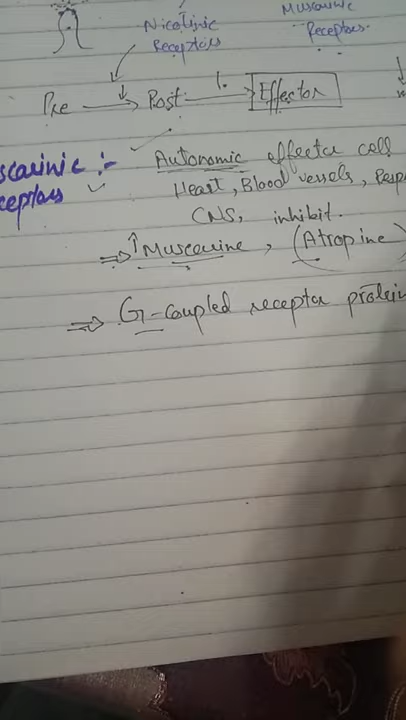 Nicotinic Muscarinic
Receptors Receptors.
Pre → Post → Effector
scarinic :- Autonomic effector cell
ceptors Heart, Blood vessels, Resp
CNS, inhibit.
⇒ ↑ Muscarine, (Atropine)
⇒ G-coupled receptor protein